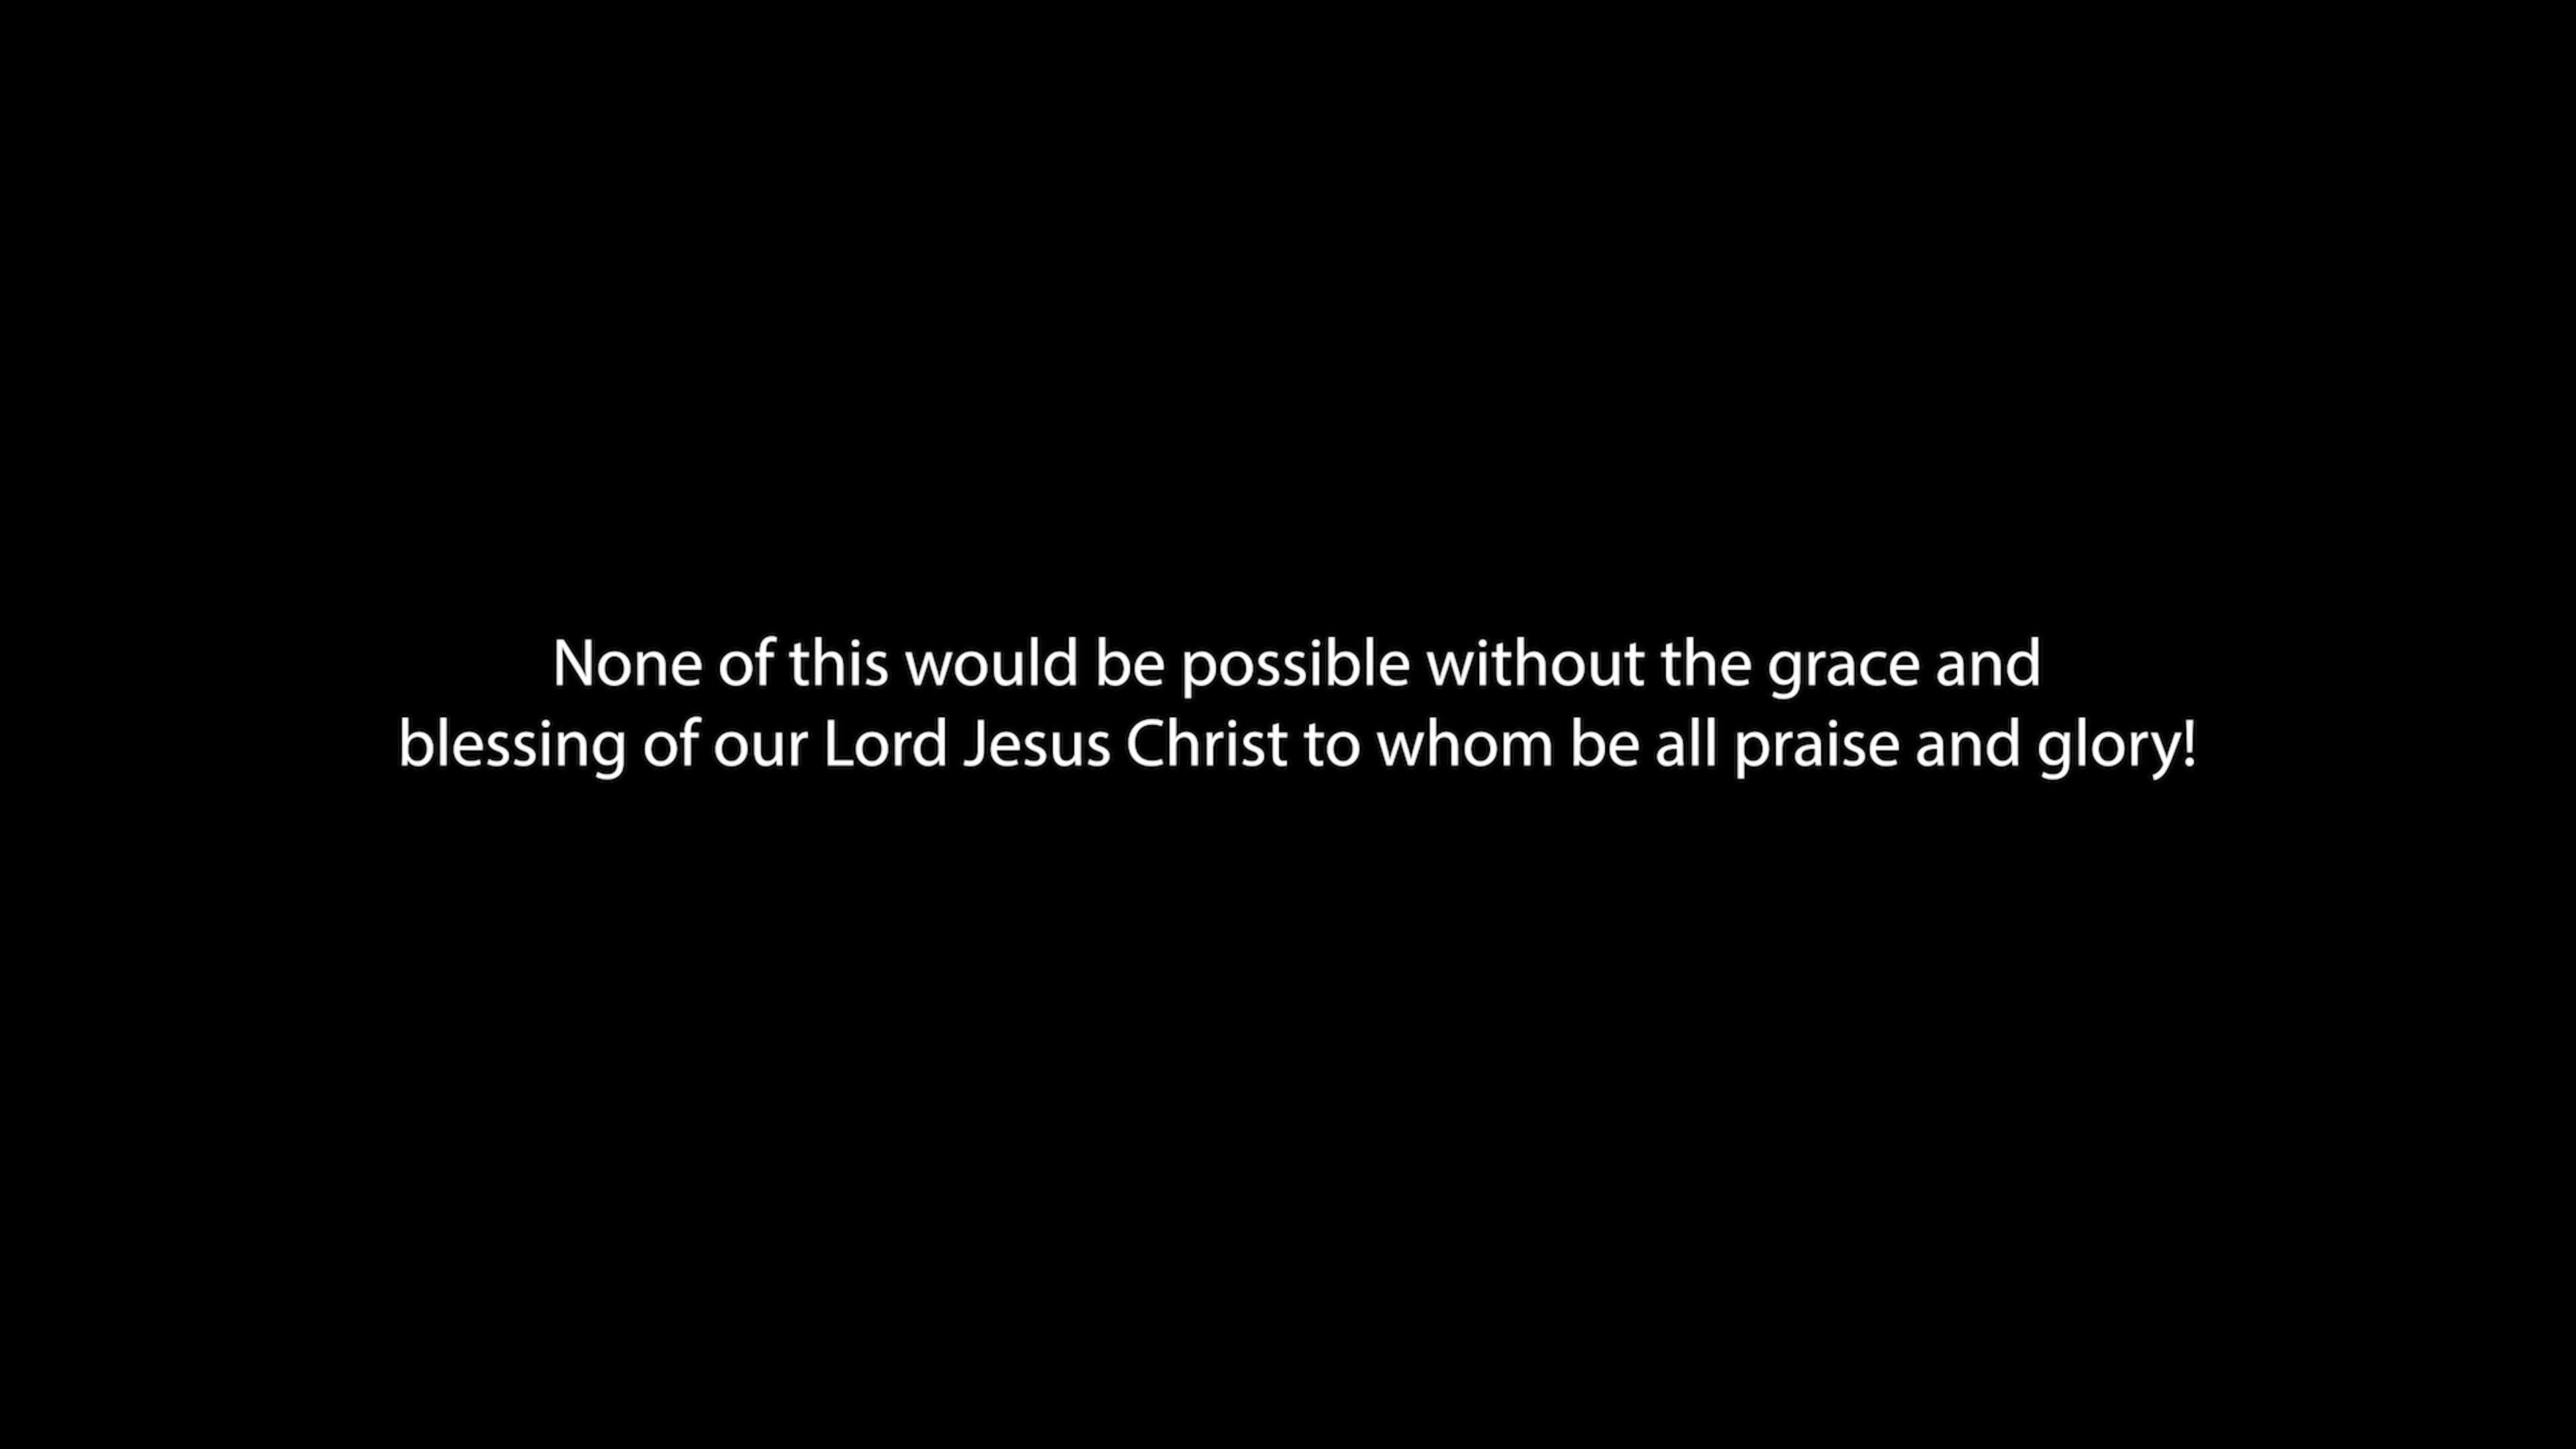 None of this would be possible without the grace and
blessing of our Lord Jesus Christ to whom be all praise and glory!